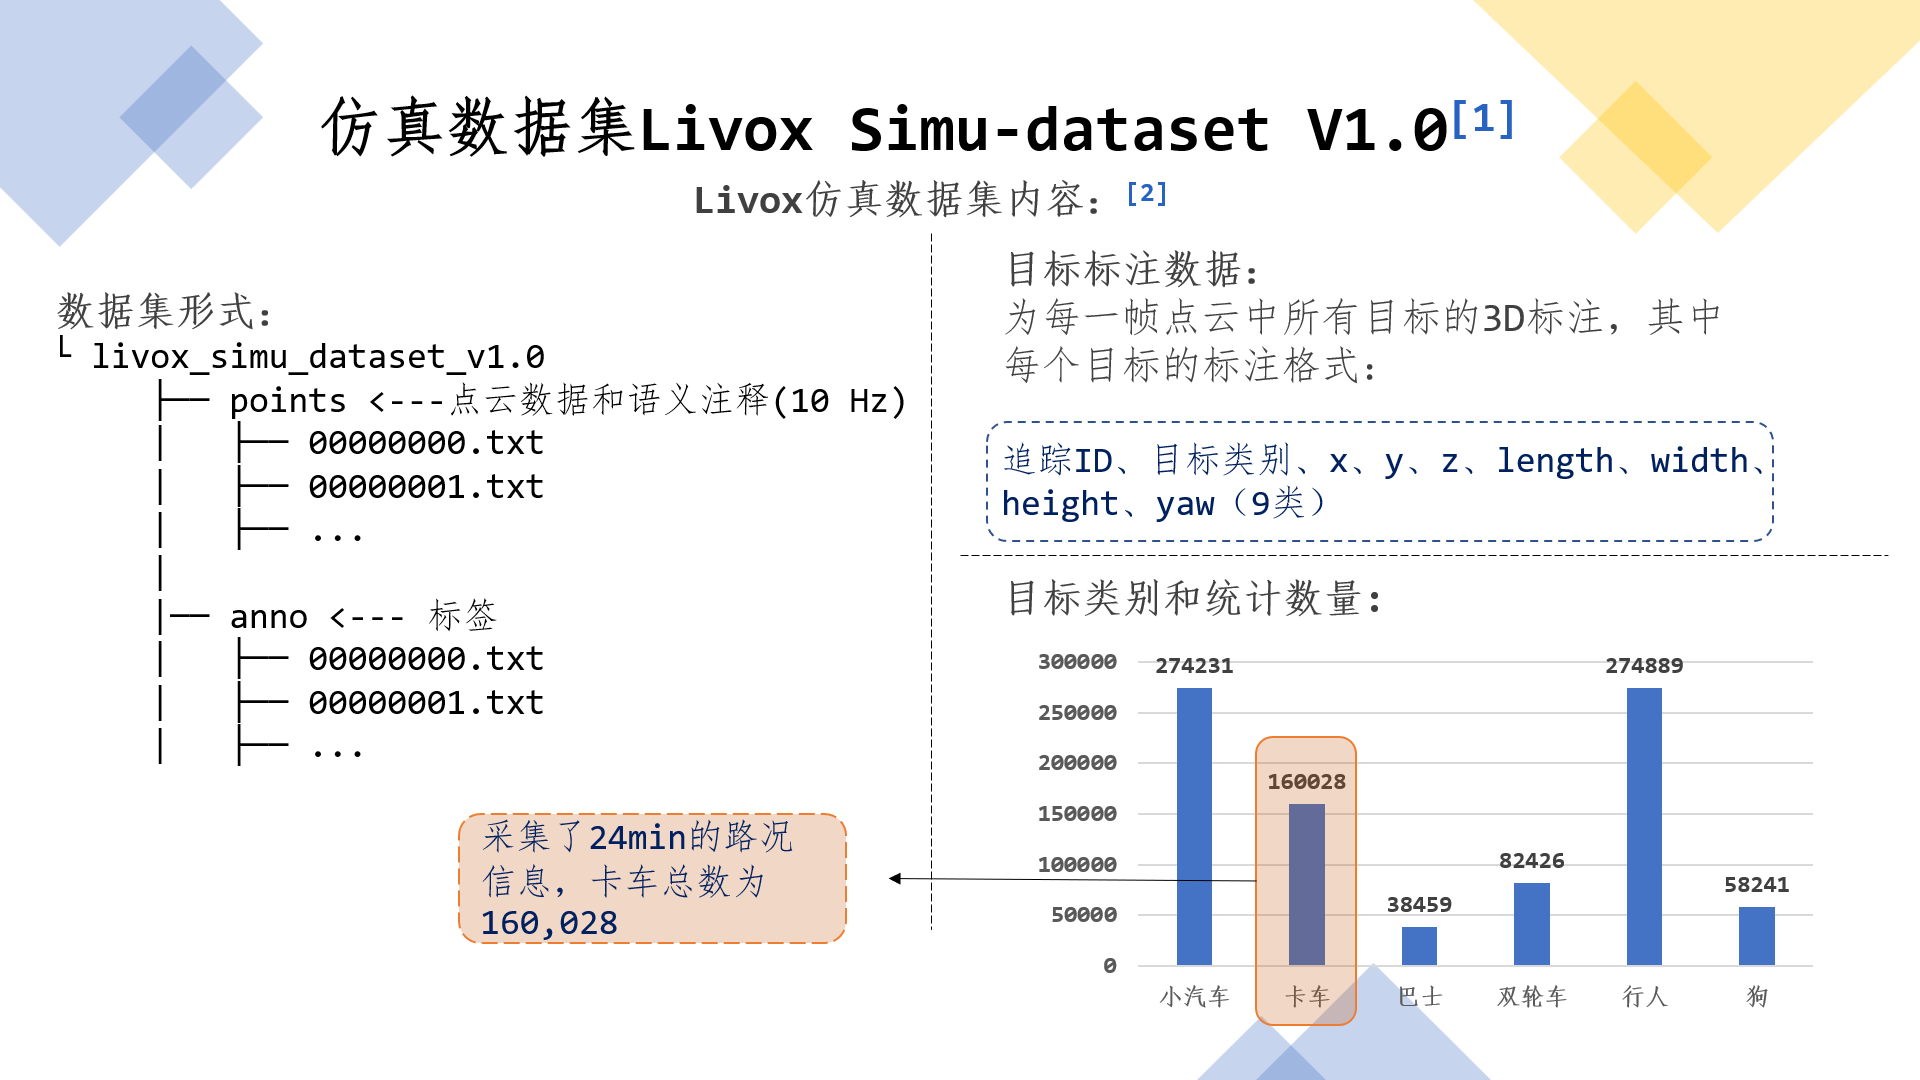 仿真数据集Livox Simu-dataset V1.0[1]
Livox仿真数据集内容：[2]
数据集形式：
└ livox_simu_dataset_v1.0
├── points <---点云数据和语义注释(10 Hz)
│   ├── 00000000.txt
│   ├── 00000001.txt
│   ├── ...
│
|── anno <--- 标签
│   ├── 00000000.txt
│   ├── 00000001.txt
│   ├── ...
采集了24min的路况
信息，卡车总数为
160,028
目标标注数据：
为每一帧点云中所有目标的3D标注，其中
每个目标的标注格式：
追踪ID、目标类别、x、y、z、length、width、
height、yaw（9类）
目标类别和统计数量：
300000
250000
200000
150000
100000
50000
0
274231
160028
38459
82426
274889
58241
小汽车
卡车
巴士
双轮车
行人
狗